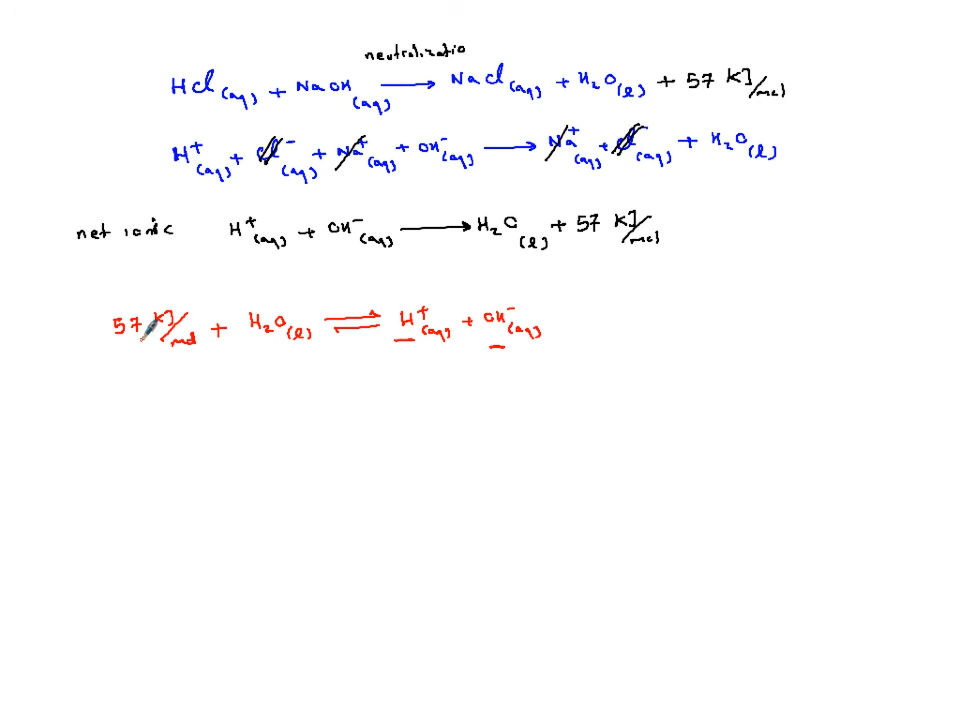 neutralizatio
HCl(aq) + NaOH(aq) ⟶ NaCl(aq) + H₂O(l) + 57 KJ/mol
H⁺(aq) + Cl⁻(aq) + Na⁺(aq) + OH⁻(aq) ⟶ Na⁺(aq) + Cl⁻(aq) + H₂O(l)
net ionic H⁺(aq) + OH⁻(aq) ⟶ H₂O(l) + 57 KJ/mol
57 KJ/mol + H₂O(l) ⇌ H⁺(aq) + OH⁻(aq)